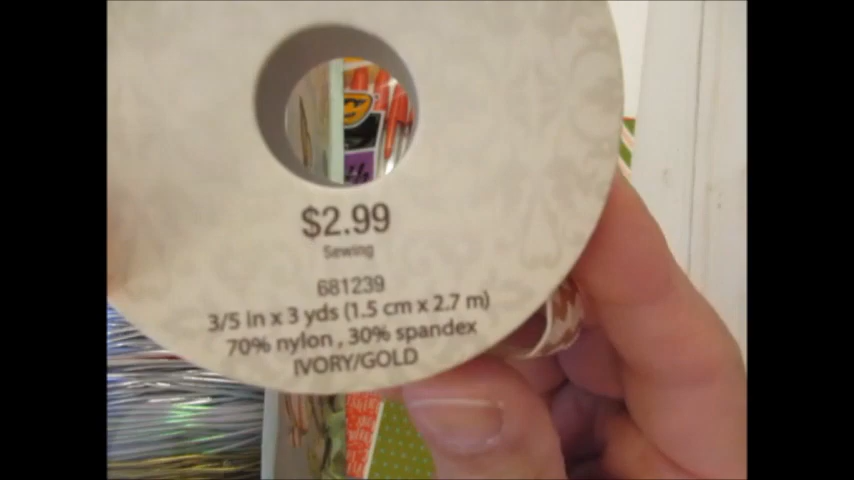 $2.99
Sewing
681239
3/5 in x 3 yds (1.5 cm x 2.7 m)
70% nylon , 30% spandex
IVORY/GOLD